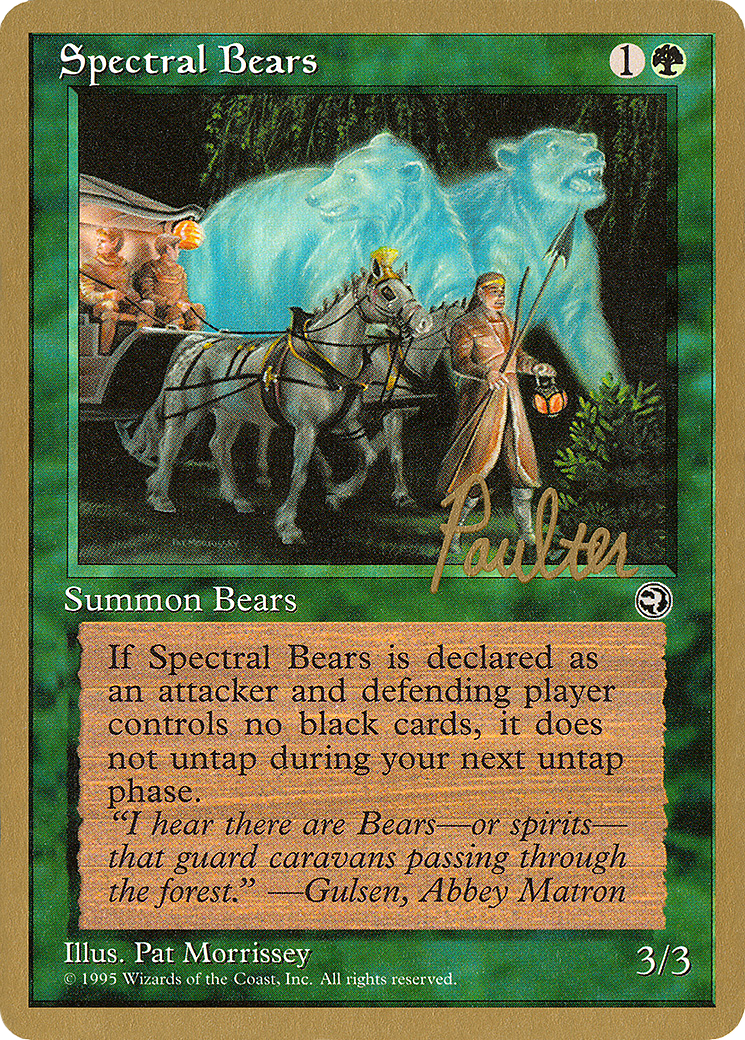 Spectral Bears 1
PAT MORRISSEY
Paulter
Summon Bears
If Spectral Bears is declared as
an attacker and defending player
controls no black cards, it does
not untap during your next untap
phase.
“I hear there are Bears—or spirits—
that guard caravans passing through
the forest.” —Gulsen, Abbey Matron
Illus. Pat Morrissey
© 1995 Wizards of the Coast, Inc. All rights reserved.
3/3